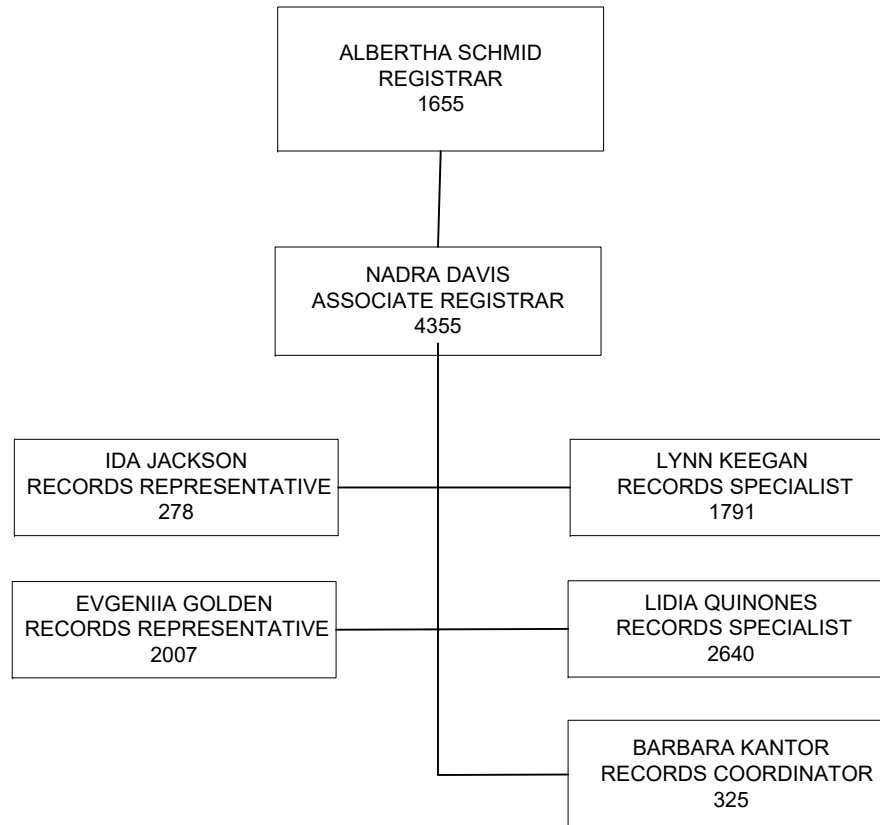 ALBERTHA SCHMID
REGISTRAR
1655
NADRA DAVIS
ASSOCIATE REGISTRAR
4355
IDA JACKSON
RECORDS REPRESENTATIVE
278
LYNN KEEGAN
RECORDS SPECIALIST
1791
EVGENIIA GOLDEN
RECORDS REPRESENTATIVE
2007
LIDIA QUINONES
RECORDS SPECIALIST
2640
BARBARA KANTOR
RECORDS COORDINATOR
325